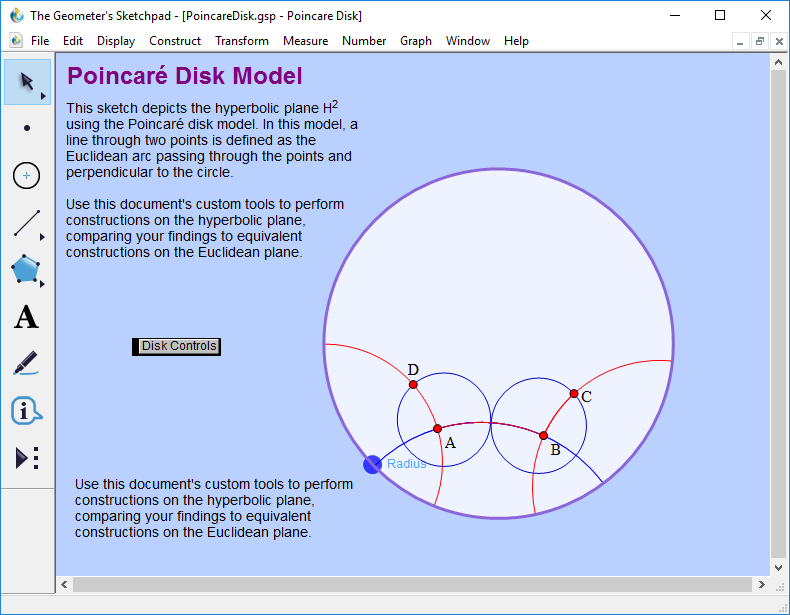 The Geometer's Sketchpad - [PoincareDisk.gsp - Poincare Disk]
File Edit Display Construct Transform Measure Number Graph Window Help
Poincaré Disk Model
This sketch depicts the hyperbolic plane H²
using the Poincaré disk model. In this model, a
line through two points is defined as the
Euclidean arc passing through the points and
perpendicular to the circle.
Use this document's custom tools to perform
constructions on the hyperbolic plane,
comparing your findings to equivalent
constructions on the Euclidean plane.
Disk Controls
D
C
A
B
Radius
A
Use this document's custom tools to perform
constructions on the hyperbolic plane,
comparing your findings to equivalent
constructions on the Euclidean plane.